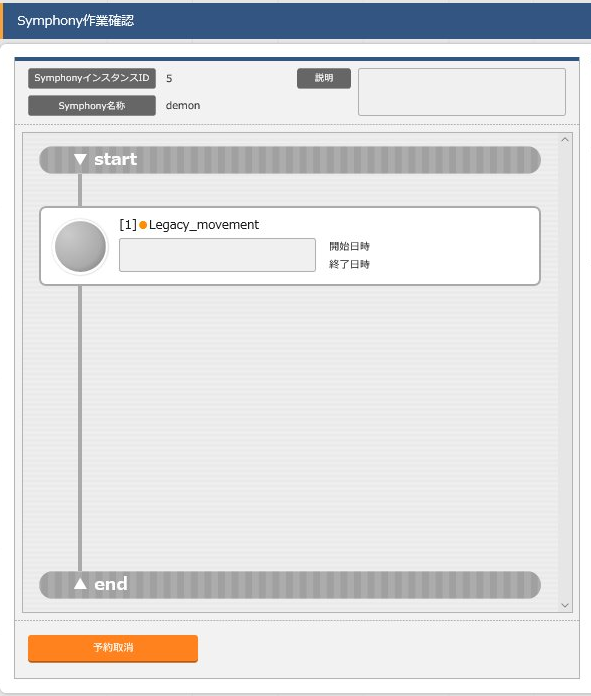 Symphony作業確認
SymphonyインスタンスID 5 説明
Symphony名称 demon
▼ start
[1]●Legacy_movement
開始日時
終了日時
▲ end
予約取消